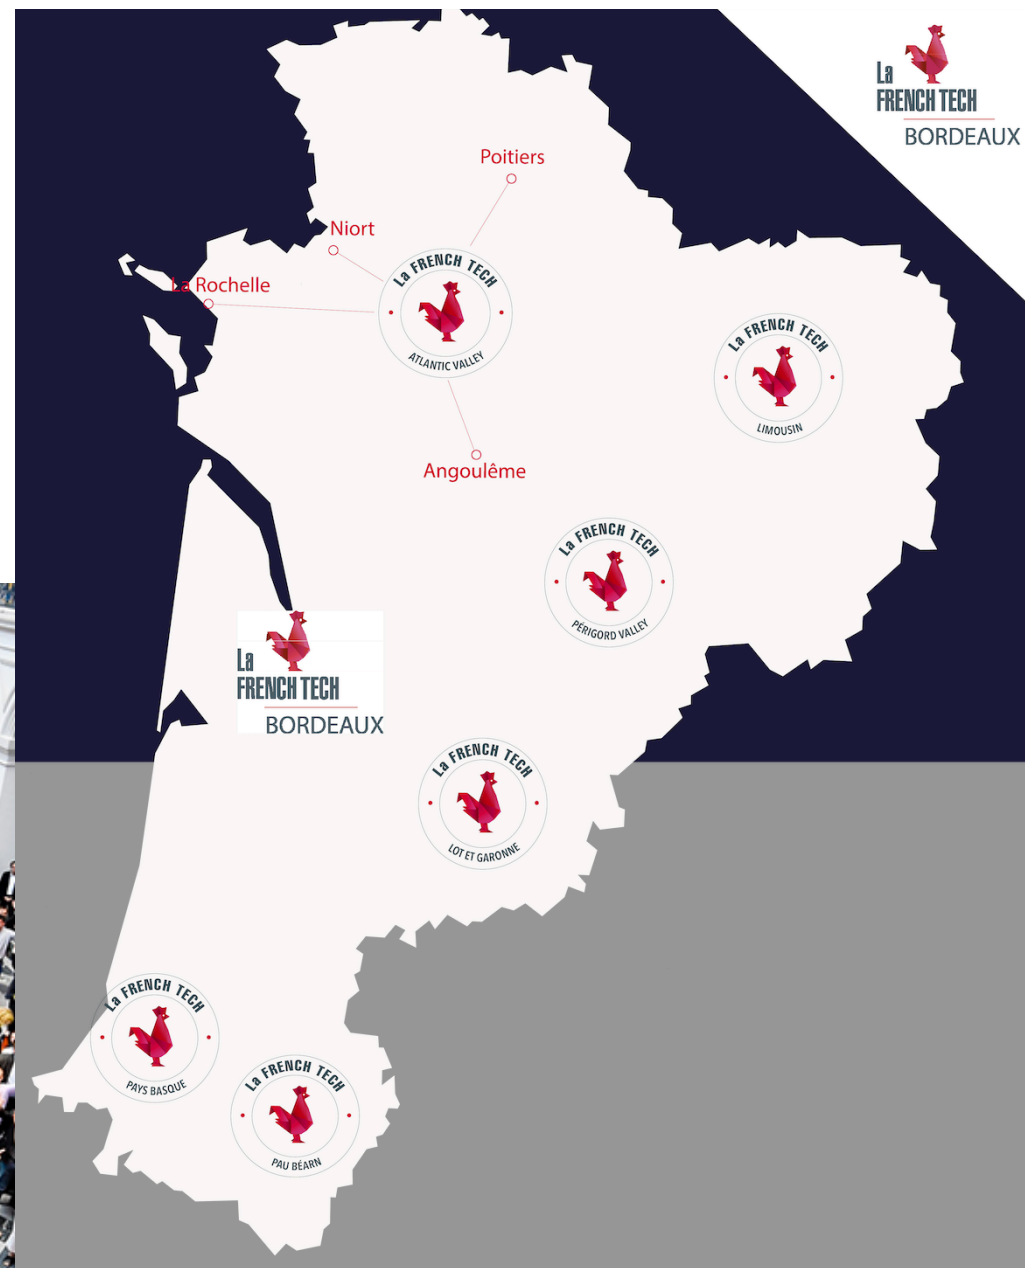 La
FRENCH TECH
BORDEAUX
Poitiers
Niort
La Rochelle
La FRENCH TECH
ATLANTIC VALLEY
La FRENCH TECH
LIMOUSIN
Angoulême
La FRENCH TECH
PÉRIGORD VALLEY
La
FRENCH TECH
BORDEAUX
La FRENCH TECH
LOT ET GARONNE
La FRENCH TECH
PAYS BASQUE
La FRENCH TECH
PAU BÉARN